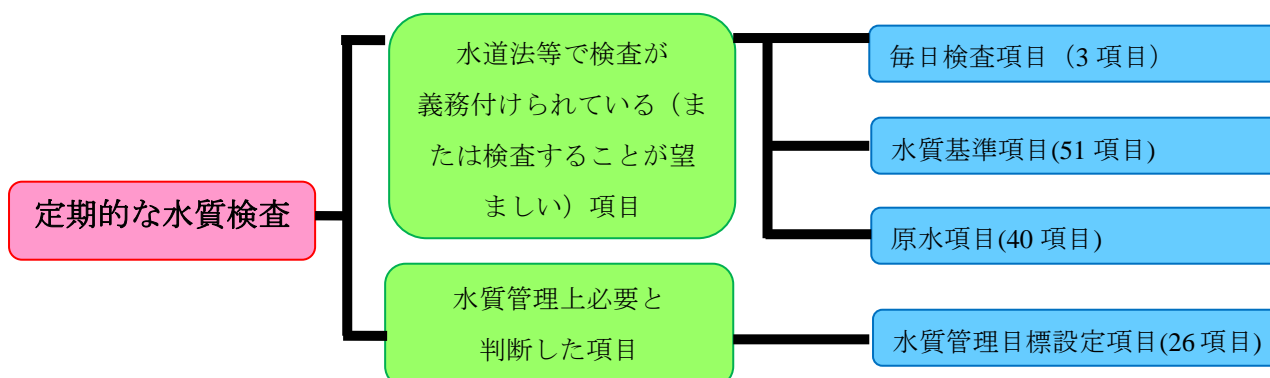 定期的な水質検査
水道法等で検査が
義務付けられている（ま
たは検査することが望
ましい）項目
水質管理上必要と
判断した項目
毎日検査項目（3 項目）
水質基準項目(51 項目)
原水項目(40 項目)
水質管理目標設定項目(26 項目)